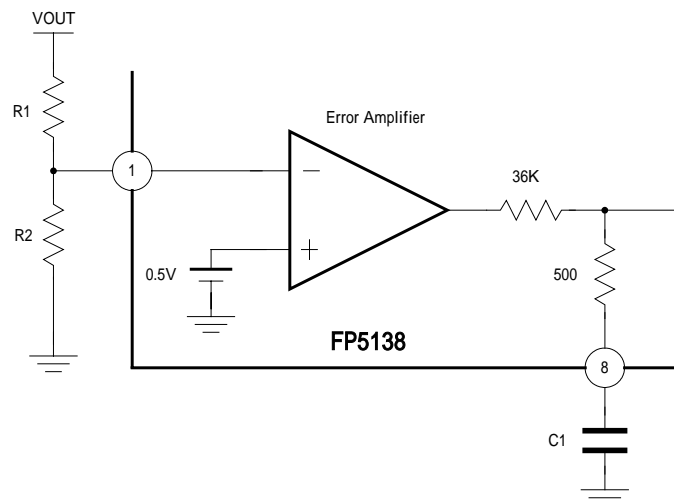 VOUT
R1
Error Amplifier
1
−
36K
R2
+
0.5V
500
FP5138
8
C1